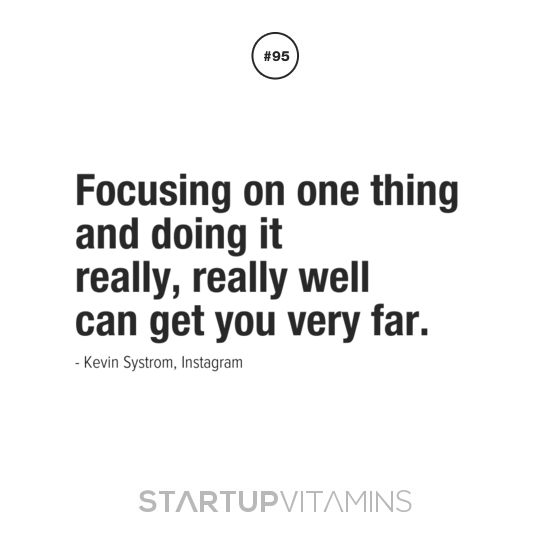 #95
Focusing on one thing
and doing it
really, really well
can get you very far.
- Kevin Systrom, Instagram
STARTUPVITAMINS